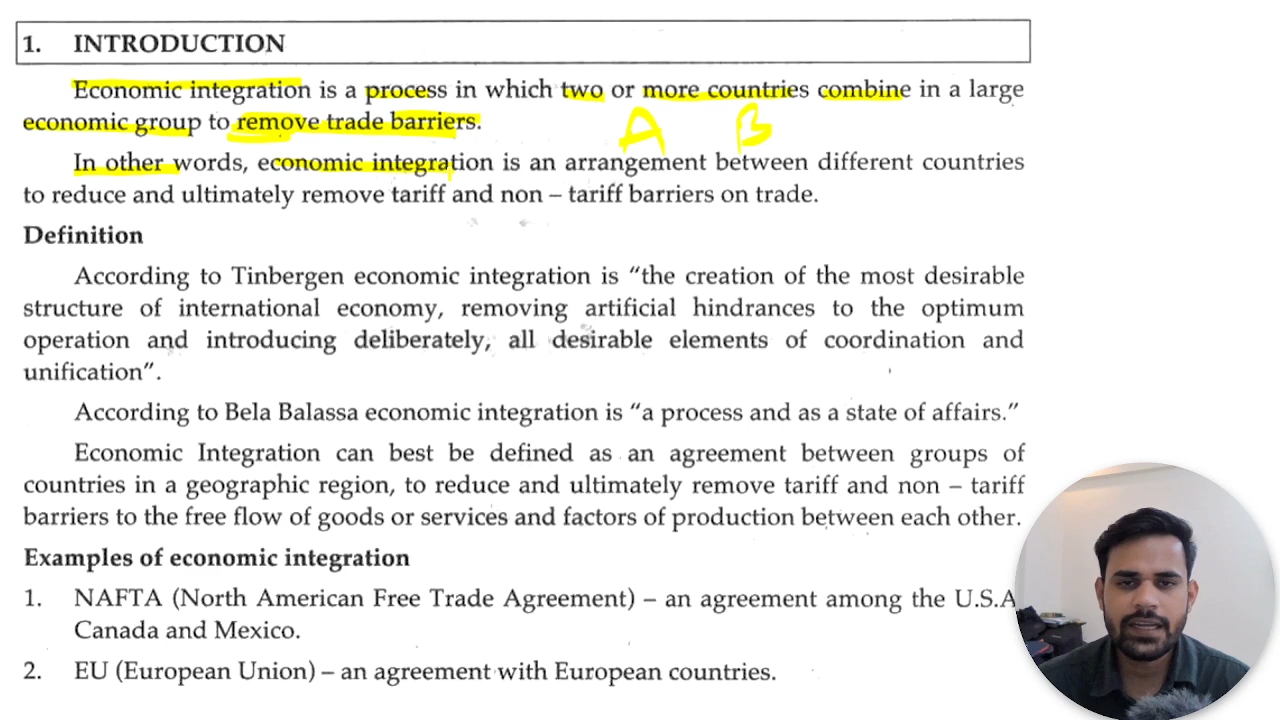 1. INTRODUCTION
Economic integration is a process in which two or more countries combine in a large
economic group to remove trade barriers.
A B
In other words, economic integration is an arrangement between different countries
to reduce and ultimately remove tariff and non – tariff barriers on trade.
Definition
According to Tinbergen economic integration is “the creation of the most desirable
structure of international economy, removing artificial hindrances to the optimum
operation and introducing deliberately, all desirable elements of coordination and
unification”.
According to Bela Balassa economic integration is “a process and as a state of affairs.”
Economic Integration can best be defined as an agreement between groups of
countries in a geographic region, to reduce and ultimately remove tariff and non – tariff
barriers to the free flow of goods or services and factors of production between each other.
Examples of economic integration
1. NAFTA (North American Free Trade Agreement) – an agreement among the U.S.A
Canada and Mexico.
2. EU (European Union) – an agreement with European countries.